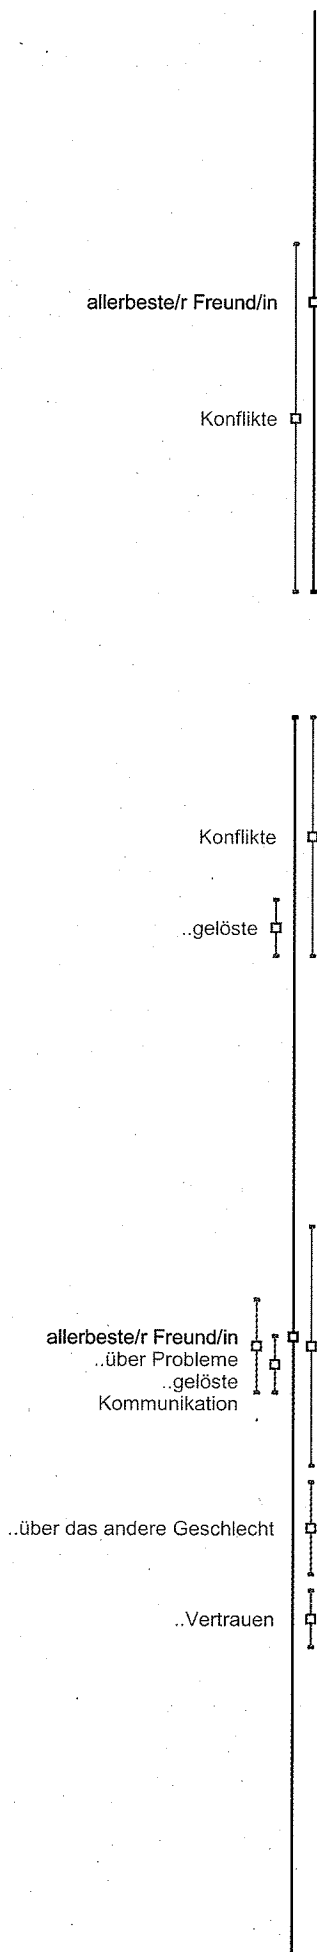 allerbeste/r Freund/in
Konflikte
Konflikte
..gelöste
allerbeste/r Freund/in
..über Probleme
..gelöste
Kommunikation
..über das andere Geschlecht
..Vertrauen